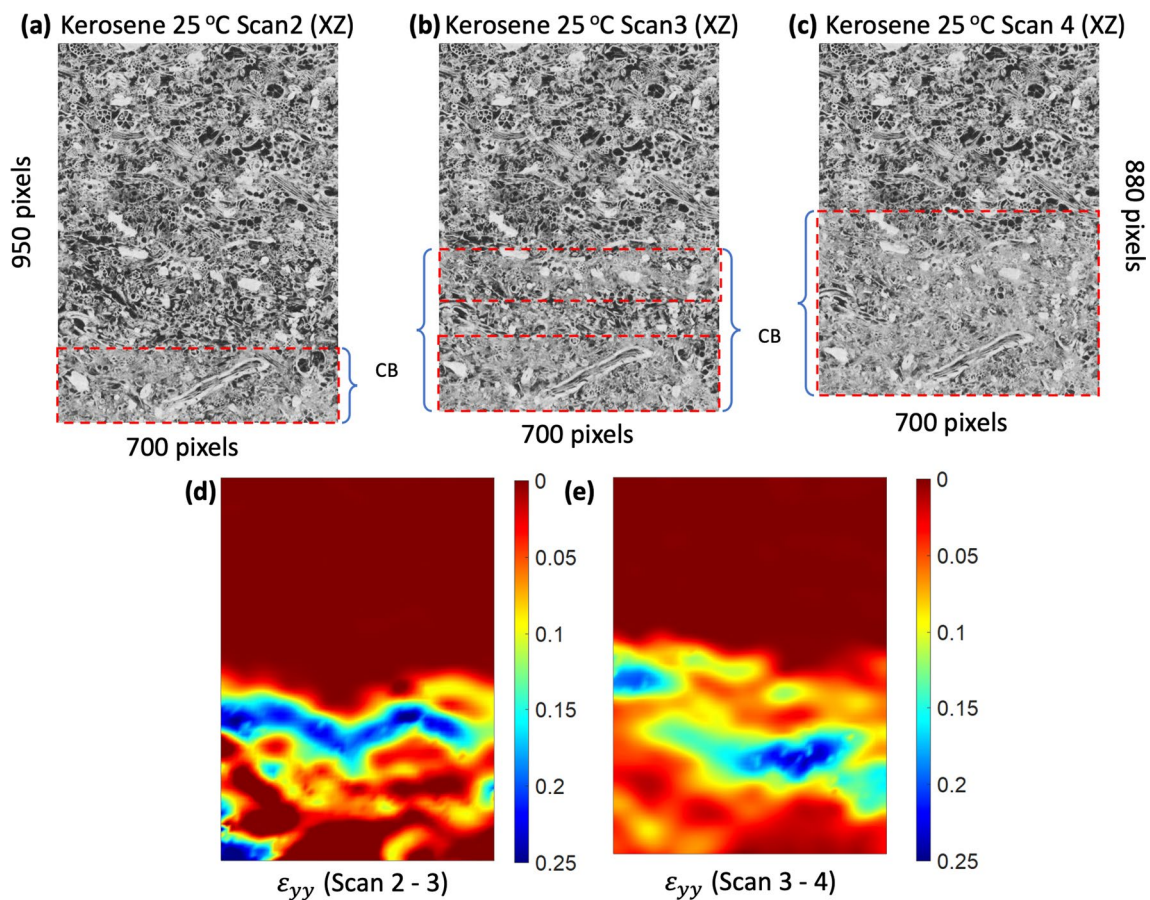 (a) Kerosene 25 °C Scan2 (XZ)
(b) Kerosene 25 °C Scan3 (XZ)
(c) Kerosene 25 °C Scan 4 (XZ)
950 pixels
CB
CB
880 pixels
700 pixels
700 pixels
700 pixels
(d)
0
0.05
0.1
0.15
0.2
0.25
(e)
0
0.05
0.1
0.15
0.2
0.25
εyy (Scan 2 - 3)
εyy (Scan 3 - 4)